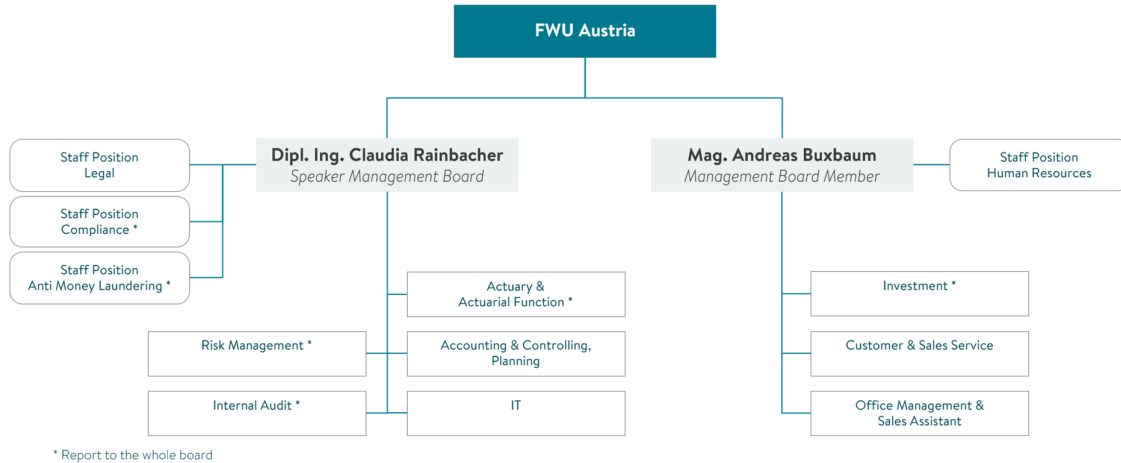 FWU Austria
Dipl. Ing. Claudia Rainbacher
Speaker Management Board
Mag. Andreas Buxbaum
Management Board Member
Staff Position
Legal
Staff Position
Compliance *
Staff Position
Anti Money Laundering *
Staff Position
Human Resources
Actuary &
Actuarial Function *
Risk Management *
Accounting & Controlling,
Planning
Internal Audit *
IT
Investment *
Customer & Sales Service
Office Management &
Sales Assistant
* Report to the whole board